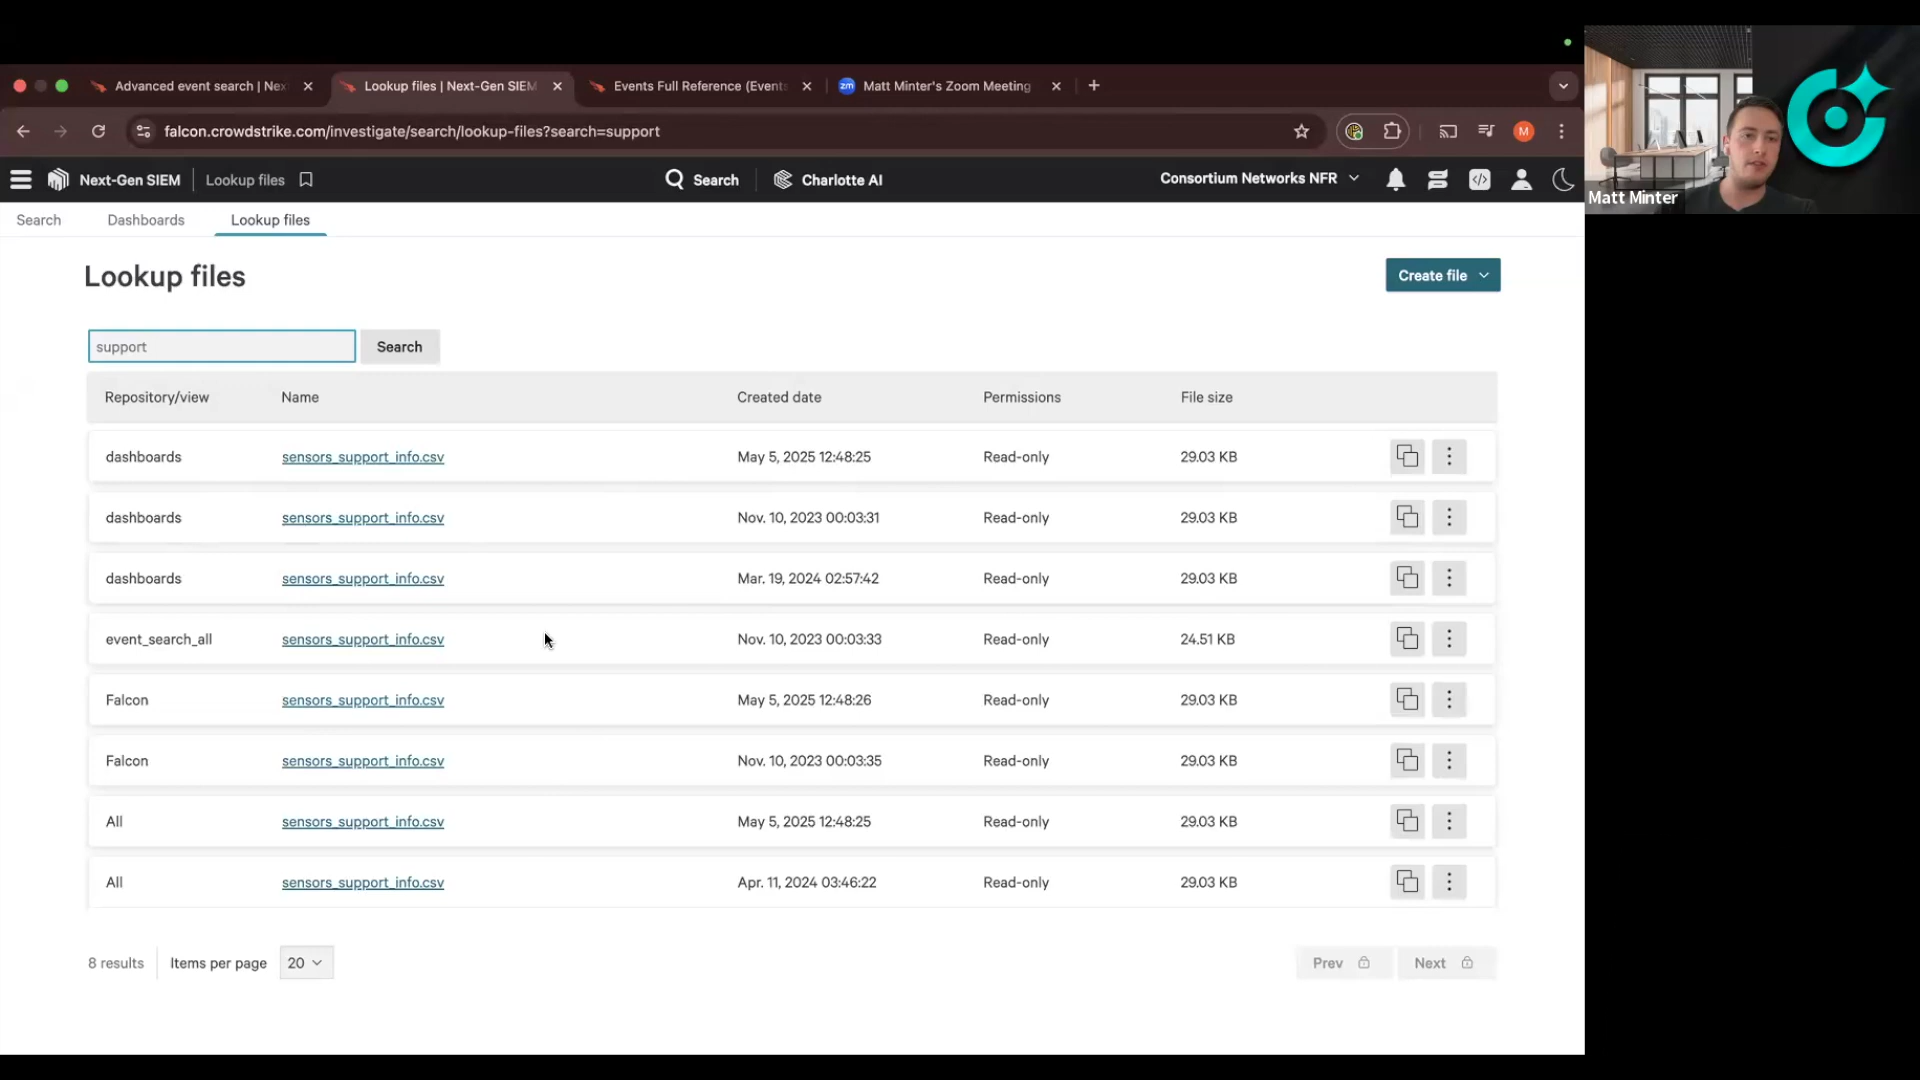 Advanced event search | Nex
Lookup files | Next-Gen SIEM
Events Full Reference (Events
zm Matt Minter's Zoom Meeting
falcon.crowdstrike.com/investigate/search/lookup-files?search=support
M
Next-Gen SIEM Lookup files Search Charlotte AI Consortium Networks NFR
Matt Minter
Search Dashboards Lookup files
Lookup files
Create file
support Search
Repository/view Name Created date Permissions File size
dashboards sensors_support_info.csv May 5, 2025 12:48:25 Read-only 29.03 KB
dashboards sensors_support_info.csv Nov. 10, 2023 00:03:31 Read-only 29.03 KB
dashboards sensors_support_info.csv Mar. 19, 2024 02:57:42 Read-only 29.03 KB
event_search_all sensors_support_info.csv Nov. 10, 2023 00:03:33 Read-only 24.51 KB
Falcon sensors_support_info.csv May 5, 2025 12:48:26 Read-only 29.03 KB
Falcon sensors_support_info.csv Nov. 10, 2023 00:03:35 Read-only 29.03 KB
All sensors_support_info.csv May 5, 2025 12:48:25 Read-only 29.03 KB
All sensors_support_info.csv Apr. 11, 2024 03:46:22 Read-only 29.03 KB
8 results Items per page 20 Prev Next